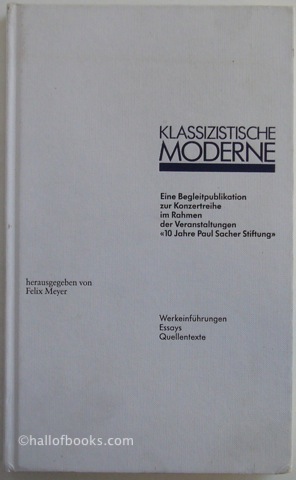 KLASSIZISTISCHE
MODERNE
Eine Begleitpublikation
zur Konzertreihe
im Rahmen
der Veranstaltungen
«10 Jahre Paul Sacher Stiftung»
herausgegeben von
Felix Meyer
Werkeinführungen
Essays
Quellentexte
©hallofbooks.com